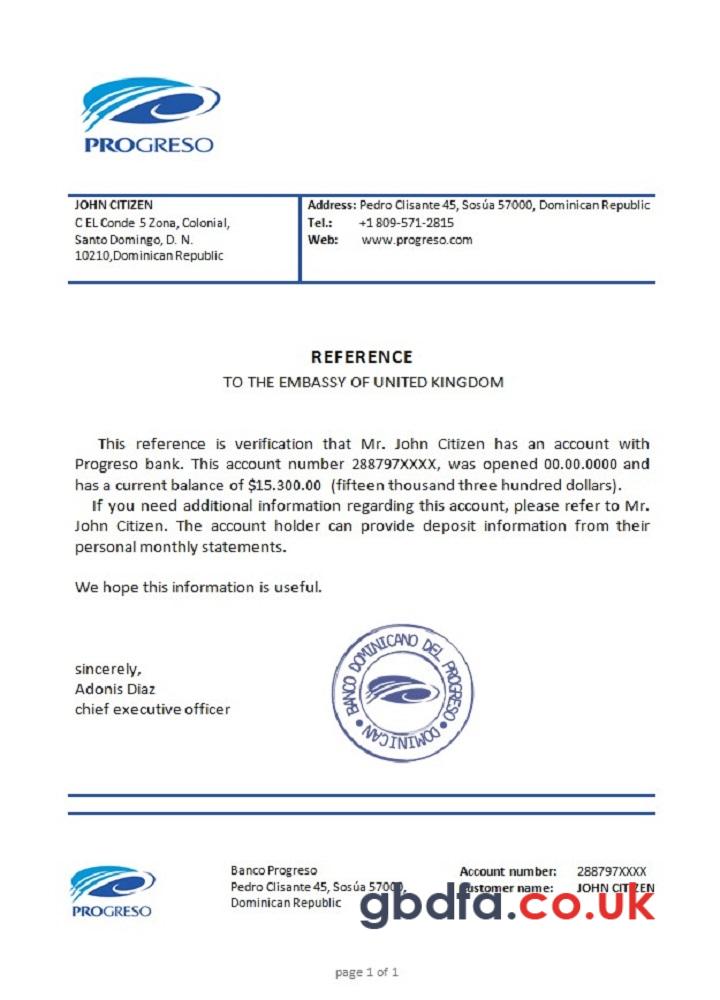 PROGRESO
JOHN CITIZEN
C EL Conde 5 Zona, Colonial,
Santo Domingo, D. N.
10210,Dominican Republic
Address: Pedro Clisante 45, Sosúa 57000, Dominican Republic
Tel.: +1 809-571-2815
Web: www.progreso.com
REFERENCE
TO THE EMBASSY OF UNITED KINGDOM
This reference is verification that Mr. John Citizen has an account with
Progreso bank. This account number 288797XXXX, was opened 00.00.0000 and
has a current balance of $15.300.00 (fifteen thousand three hundred dollars).
If you need additional information regarding this account, please refer to Mr.
John Citizen. The account holder can provide deposit information from their
personal monthly statements.
We hope this information is useful.
sincerely,
Adonis Diaz
chief executive officer
BANCO DOMINICANO DEL PROGRESO • DOMINICAN •
PROGRESO
Banco Progreso
Pedro Clisante 45, Sosúa 57000,
Dominican Republic
Account number: 288797XXXX
Customer name: JOHN CITIZEN
gbdfa.co.uk
page 1 of 1